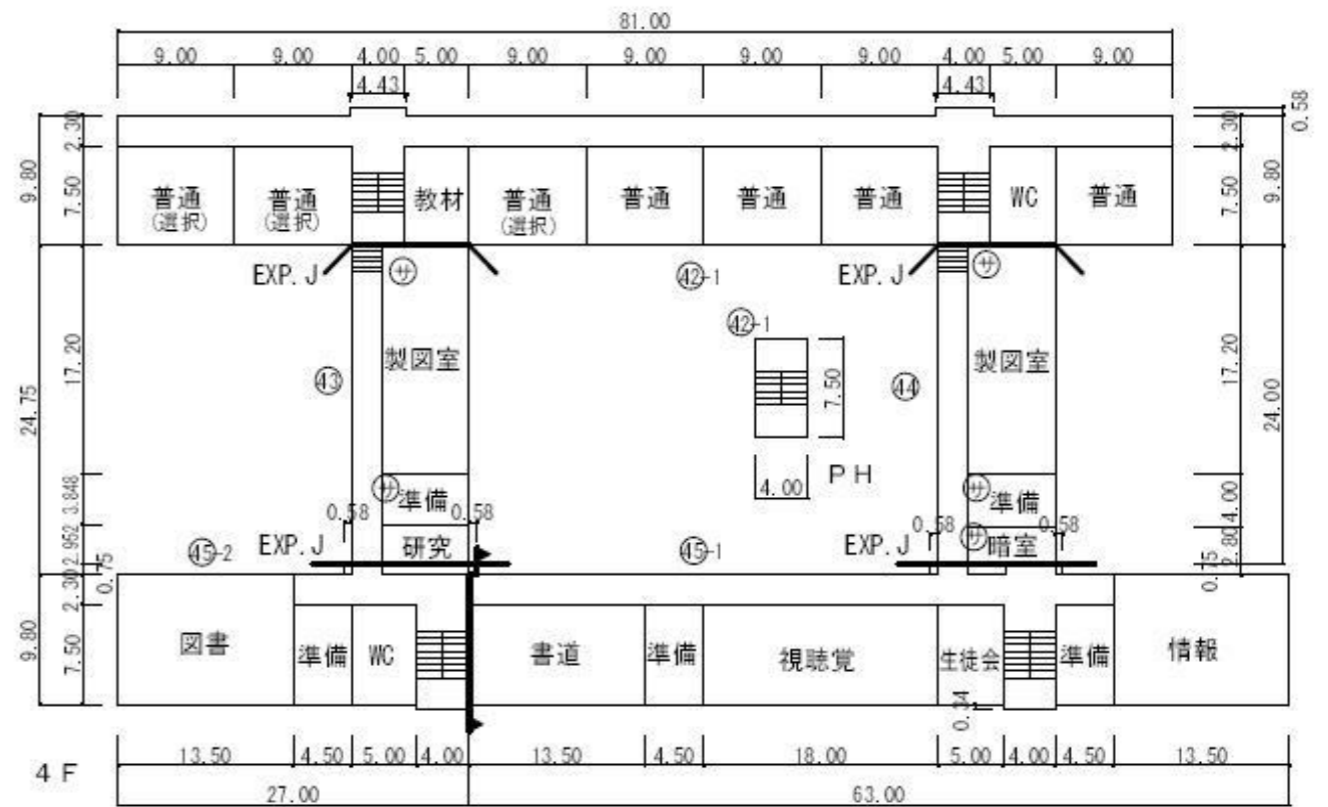 81.00
9.00 9.00 4.00 5.00 9.00 9.00 9.00 9.00 4.00 5.00 9.00
4.43 4.43
0.58
2.30 2.30
9.80 7.50 7.50 9.80
普通 普通 教材 普通 普通 普通 普通 WC 普通
(選択) (選択) (選択)
EXP.J サ 42-1 EXP.J サ
42-1
17.20 製図室 製図室 17.20
43 7.50 44
24.75 24.00
4.00 PH
3.848 サ 準備 サ 準備 4.00
0.58 0.58 0.58 0.58
2.952 45-2 EXP.J 研究 45-1 EXP.J サ 暗室 2.80
0.75 0.75
2.30
9.80 7.50
図書 準備 WC 書道 準備 視聴覚 生徒会 準備 情報
0.34
13.50 4.50 5.00 4.00 13.50 4.50 18.00 5.00 4.00 4.50 13.50
4F
27.00 63.00